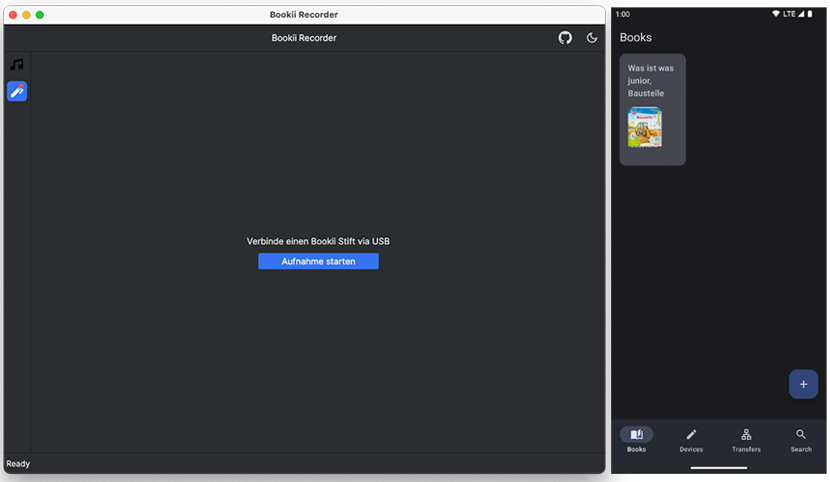 Bookii Recorder
Bookii Recorder
Verbinde einen Bookii Stift via USB
Aufnahme starten
Ready
1:00
LTE
Books
Was ist was
junior,
Baustelle
Baustelle
+
Books
Devices
Transfers
Search